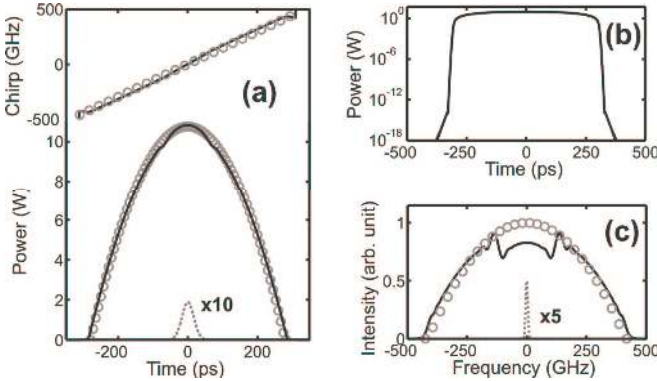 500
0
-500
Chirp (GHz)
(a)
10
8
6
4
2
0
Power (W)
x10
-200
0
200
Time (ps)
10^0
10^-6
10^-12
10^-18
Power (W)
(b)
-500
-250
0
250
500
Time (ps)
1
0.5
0
Intensity (arb. unit)
(c)
x5
-500
-250
0
250
500
Frequency (GHz)